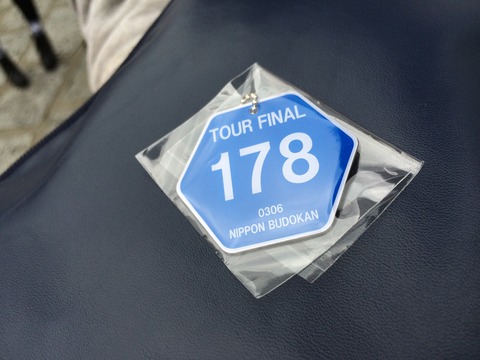 TOUR FINAL
178
0306
NIPPON BUDOKAN